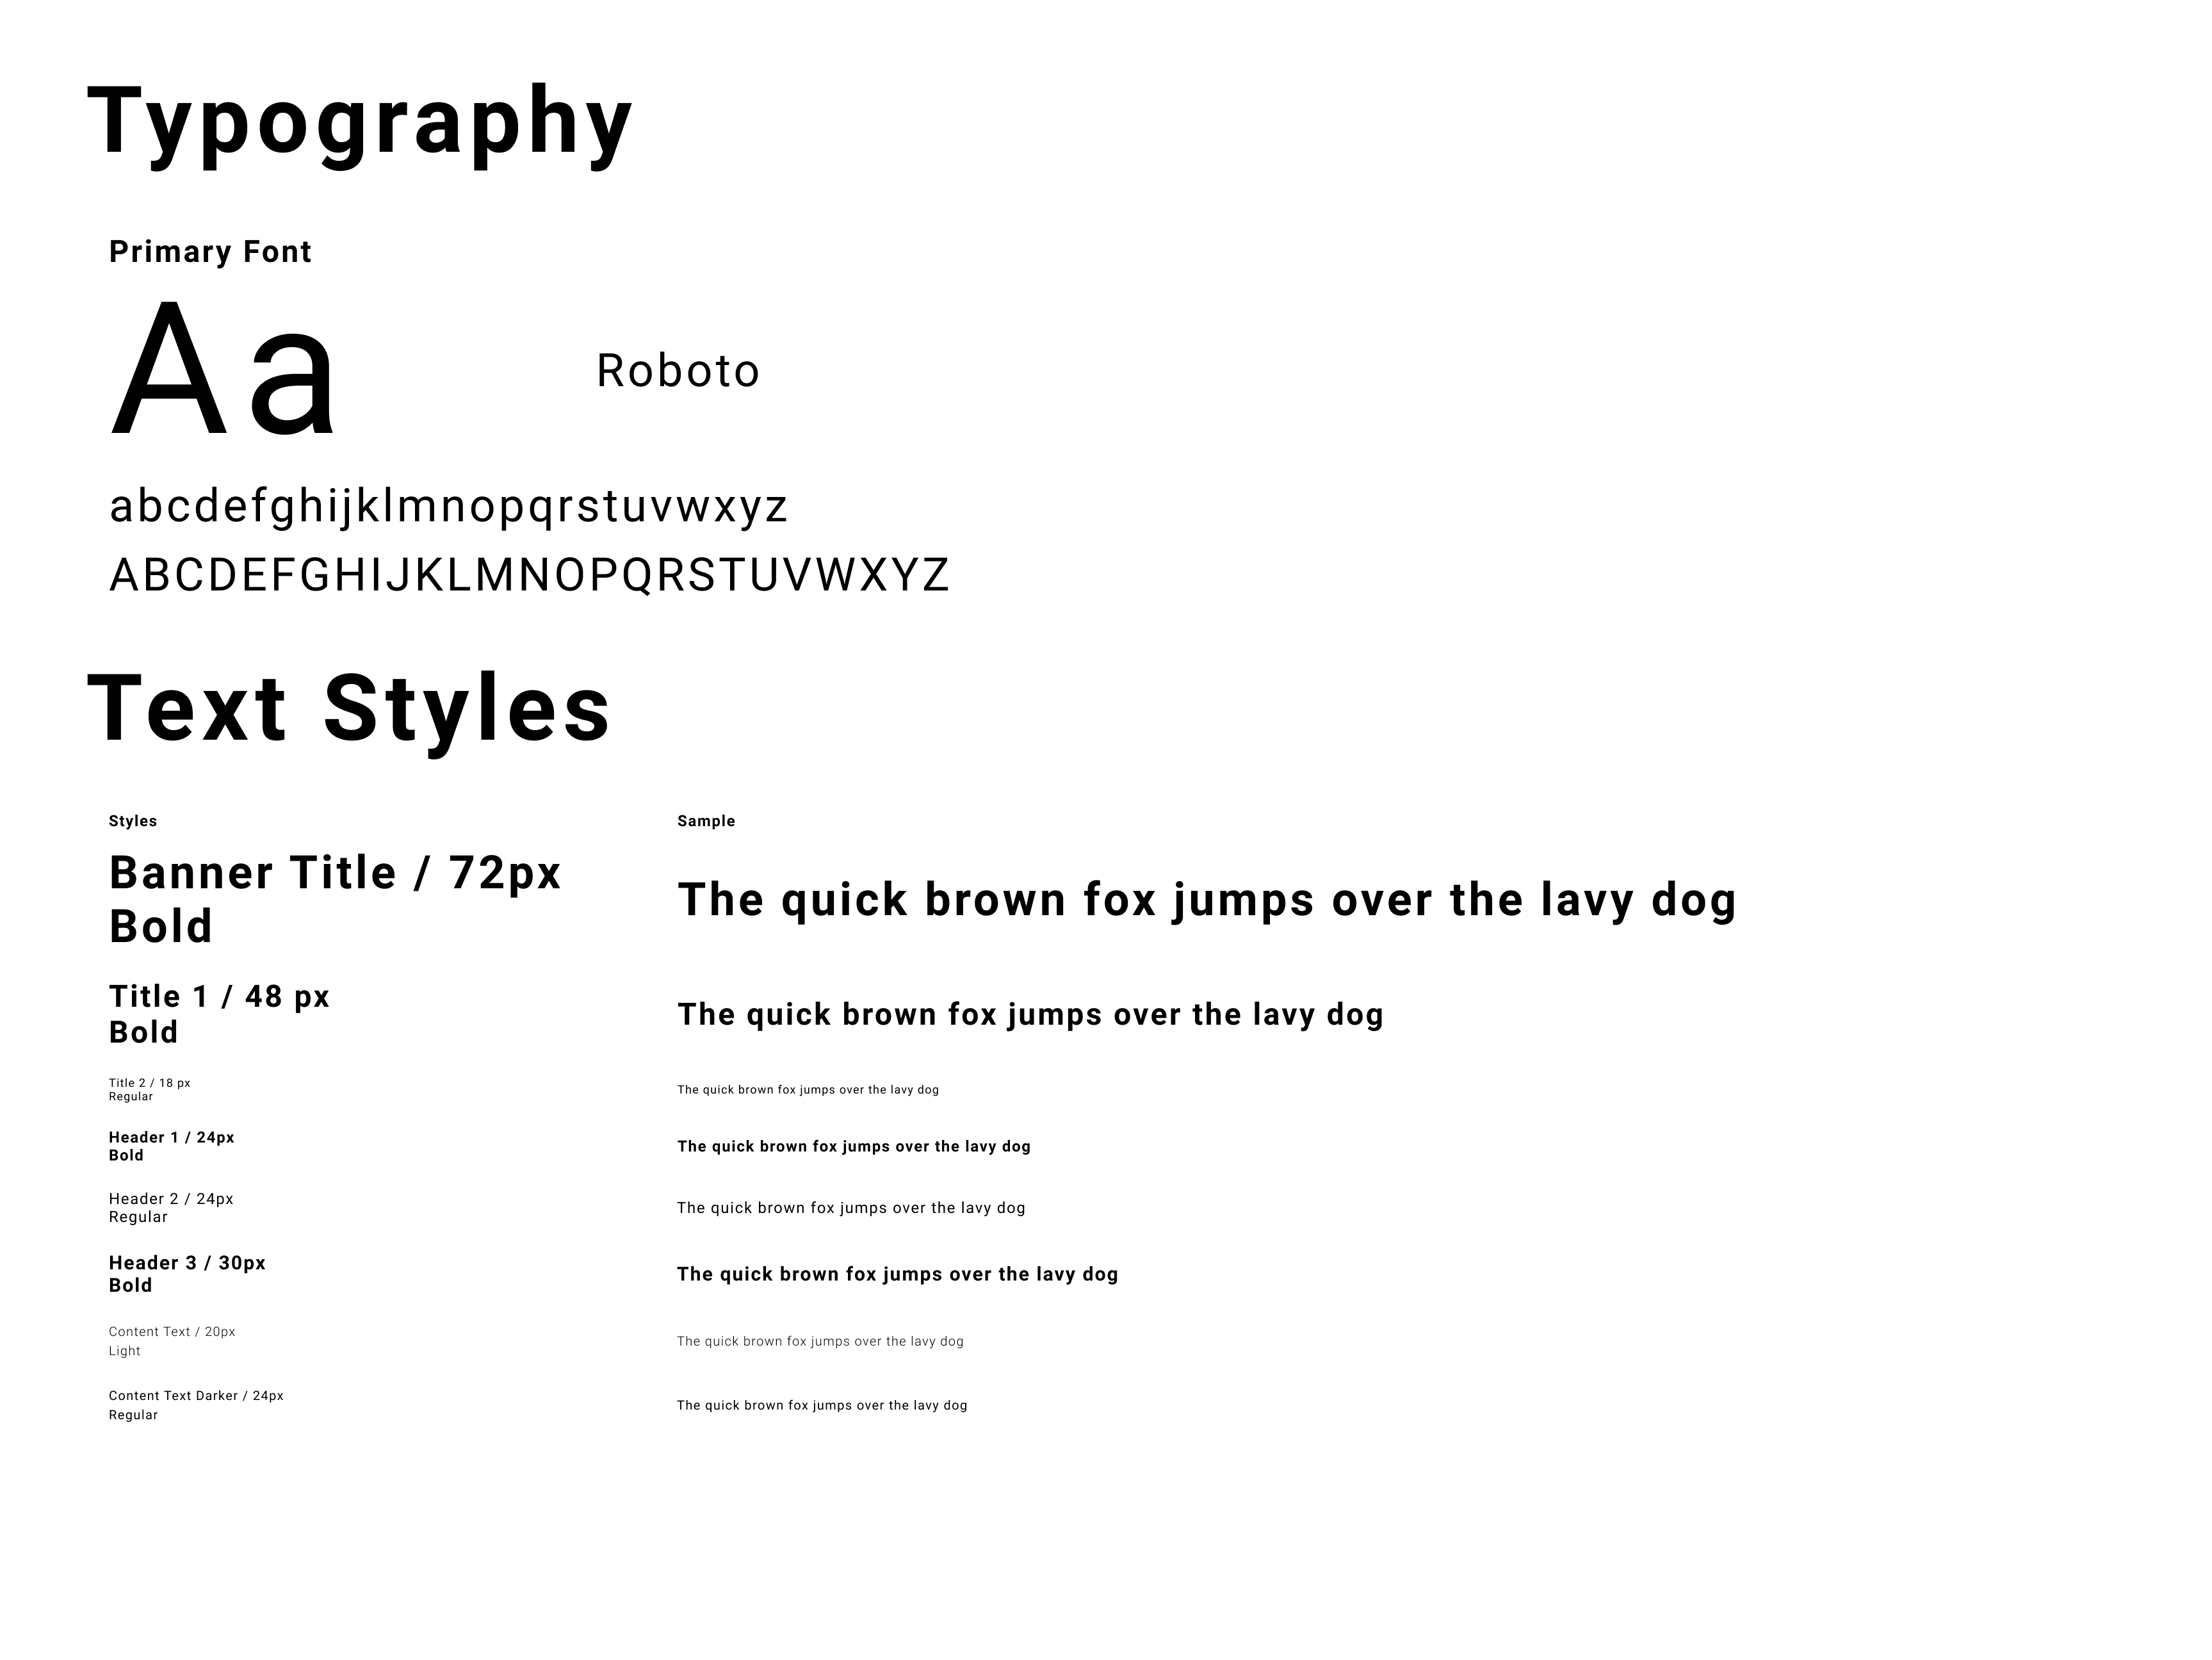 Typography
Primary Font
Aa
Roboto
abcdefghijklmnopqrstuvwxyz
ABCDEFGHIJKLMNOPQRSTUVWXYZ
Text Styles
Styles
Sample
Banner Title / 72px
Bold
The quick brown fox jumps over the lavy dog
Title 1 / 48 px
Bold
The quick brown fox jumps over the lavy dog
Title 2 / 18 px
Regular
The quick brown fox jumps over the lavy dog
Header 1 / 24px
Bold
The quick brown fox jumps over the lavy dog
Header 2 / 24px
Regular
The quick brown fox jumps over the lavy dog
Header 3 / 30px
Bold
The quick brown fox jumps over the lavy dog
Content Text / 20px
Light
The quick brown fox jumps over the lavy dog
Content Text Darker / 24px
Regular
The quick brown fox jumps over the lavy dog